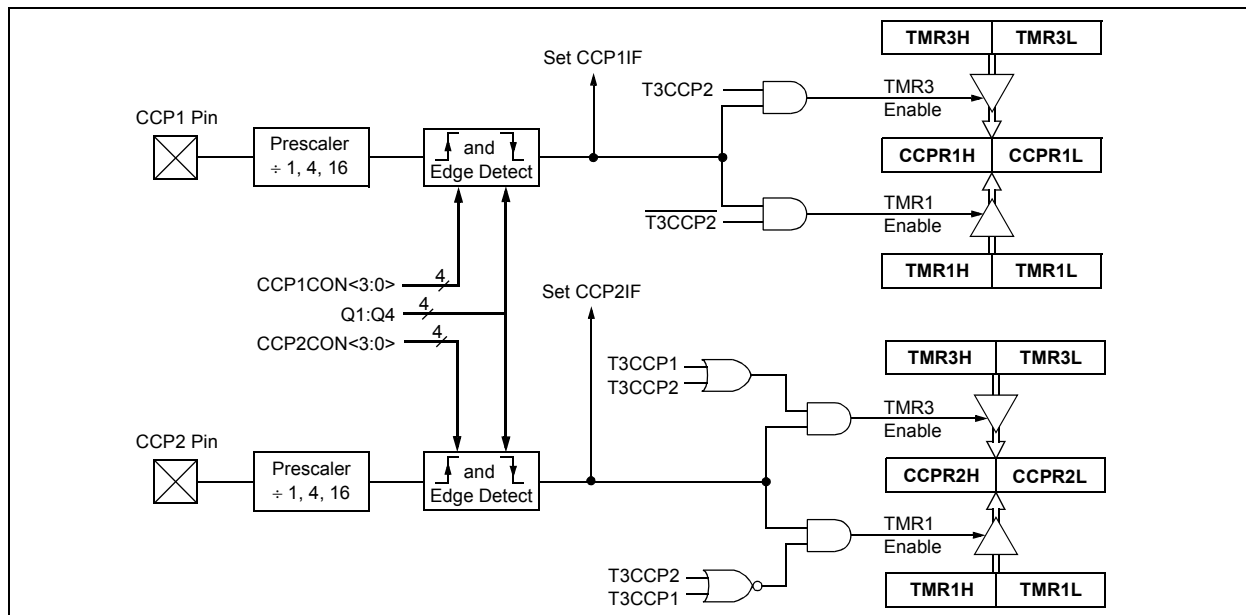 TMR3H TMR3L
Set CCP1IF
T3CCP2
TMR3
Enable
CCP1 Pin
Prescaler
÷ 1, 4, 16
and
Edge Detect
CCPR1H CCPR1L
T3CCP2
TMR1
Enable
TMR1H TMR1L
CCP1CON<3:0> 4
Q1:Q4 4
CCP2CON<3:0> 4
Set CCP2IF
TMR3H TMR3L
T3CCP1
T3CCP2
TMR3
Enable
CCP2 Pin
Prescaler
÷ 1, 4, 16
and
Edge Detect
CCPR2H CCPR2L
TMR1
Enable
T3CCP2
T3CCP1
TMR1H TMR1L